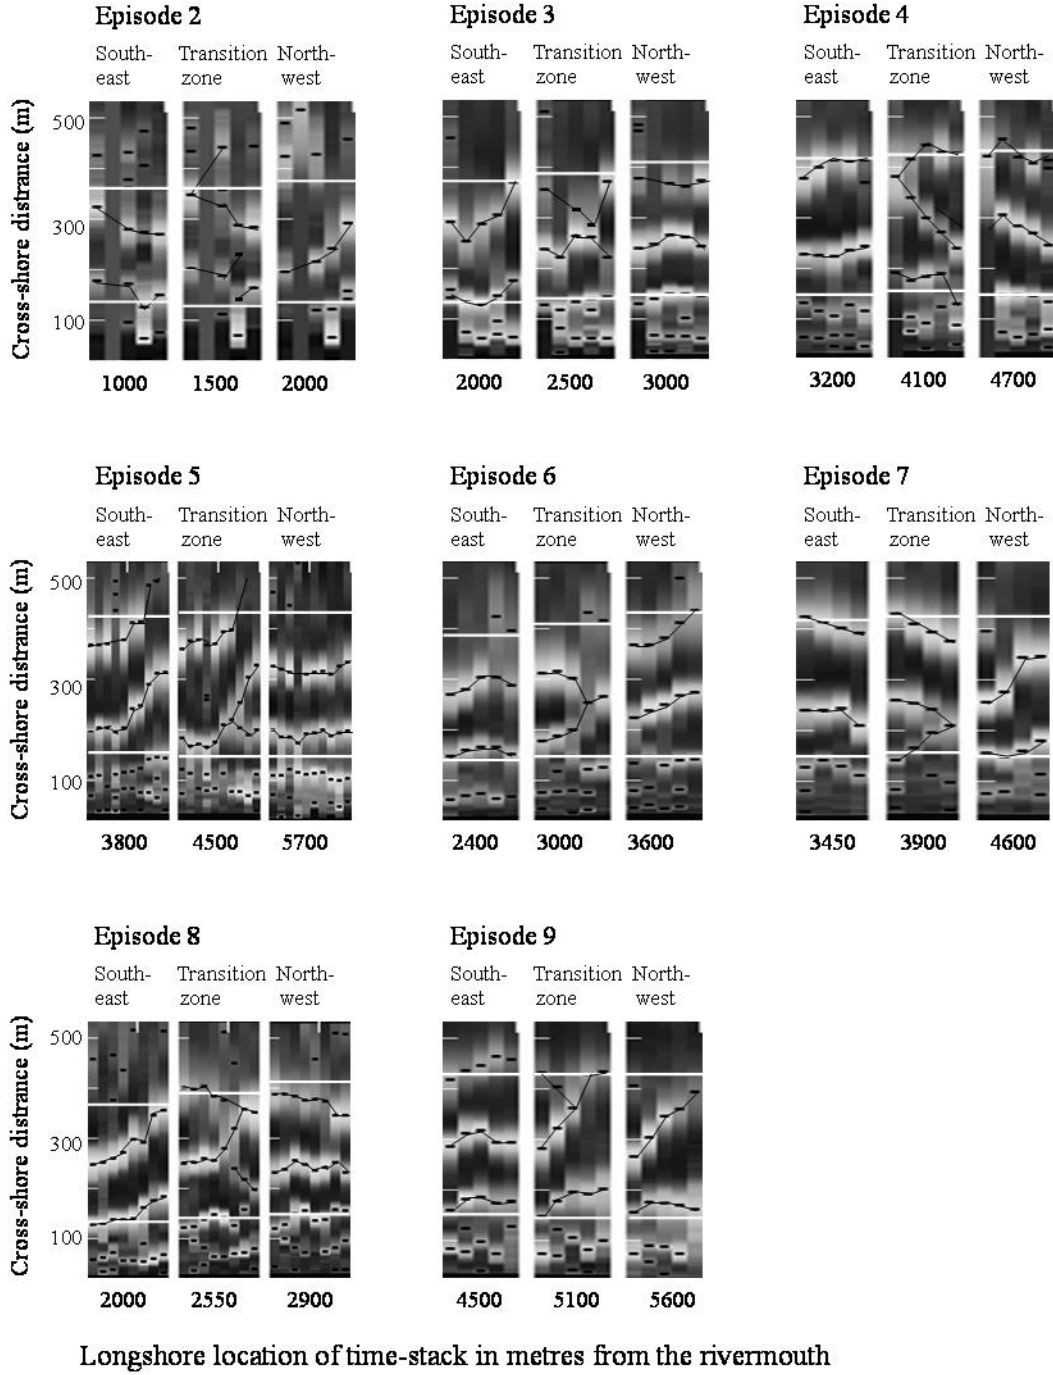 Episode 2 Episode 3 Episode 4
South- Transition North- South- Transition North- South- Transition North-
east zone west east zone west east zone west
Cross-shore distrance (m)
500
300
100
1000 1500 2000 2000 2500 3000 3200 4100 4700
Episode 5 Episode 6 Episode 7
South- Transition North- South- Transition North- South- Transition North-
east zone west east zone west east zone west
Cross-shore distrance (m)
500
300
100
3800 4500 5700 2400 3000 3600 3450 3900 4600
Episode 8 Episode 9
South- Transition North- South- Transition North-
east zone west east zone west
Cross-shore distrance (m)
500
300
100
2000 2550 2900 4500 5100 5600
Longshore location of time-stack in metres from the rivermouth